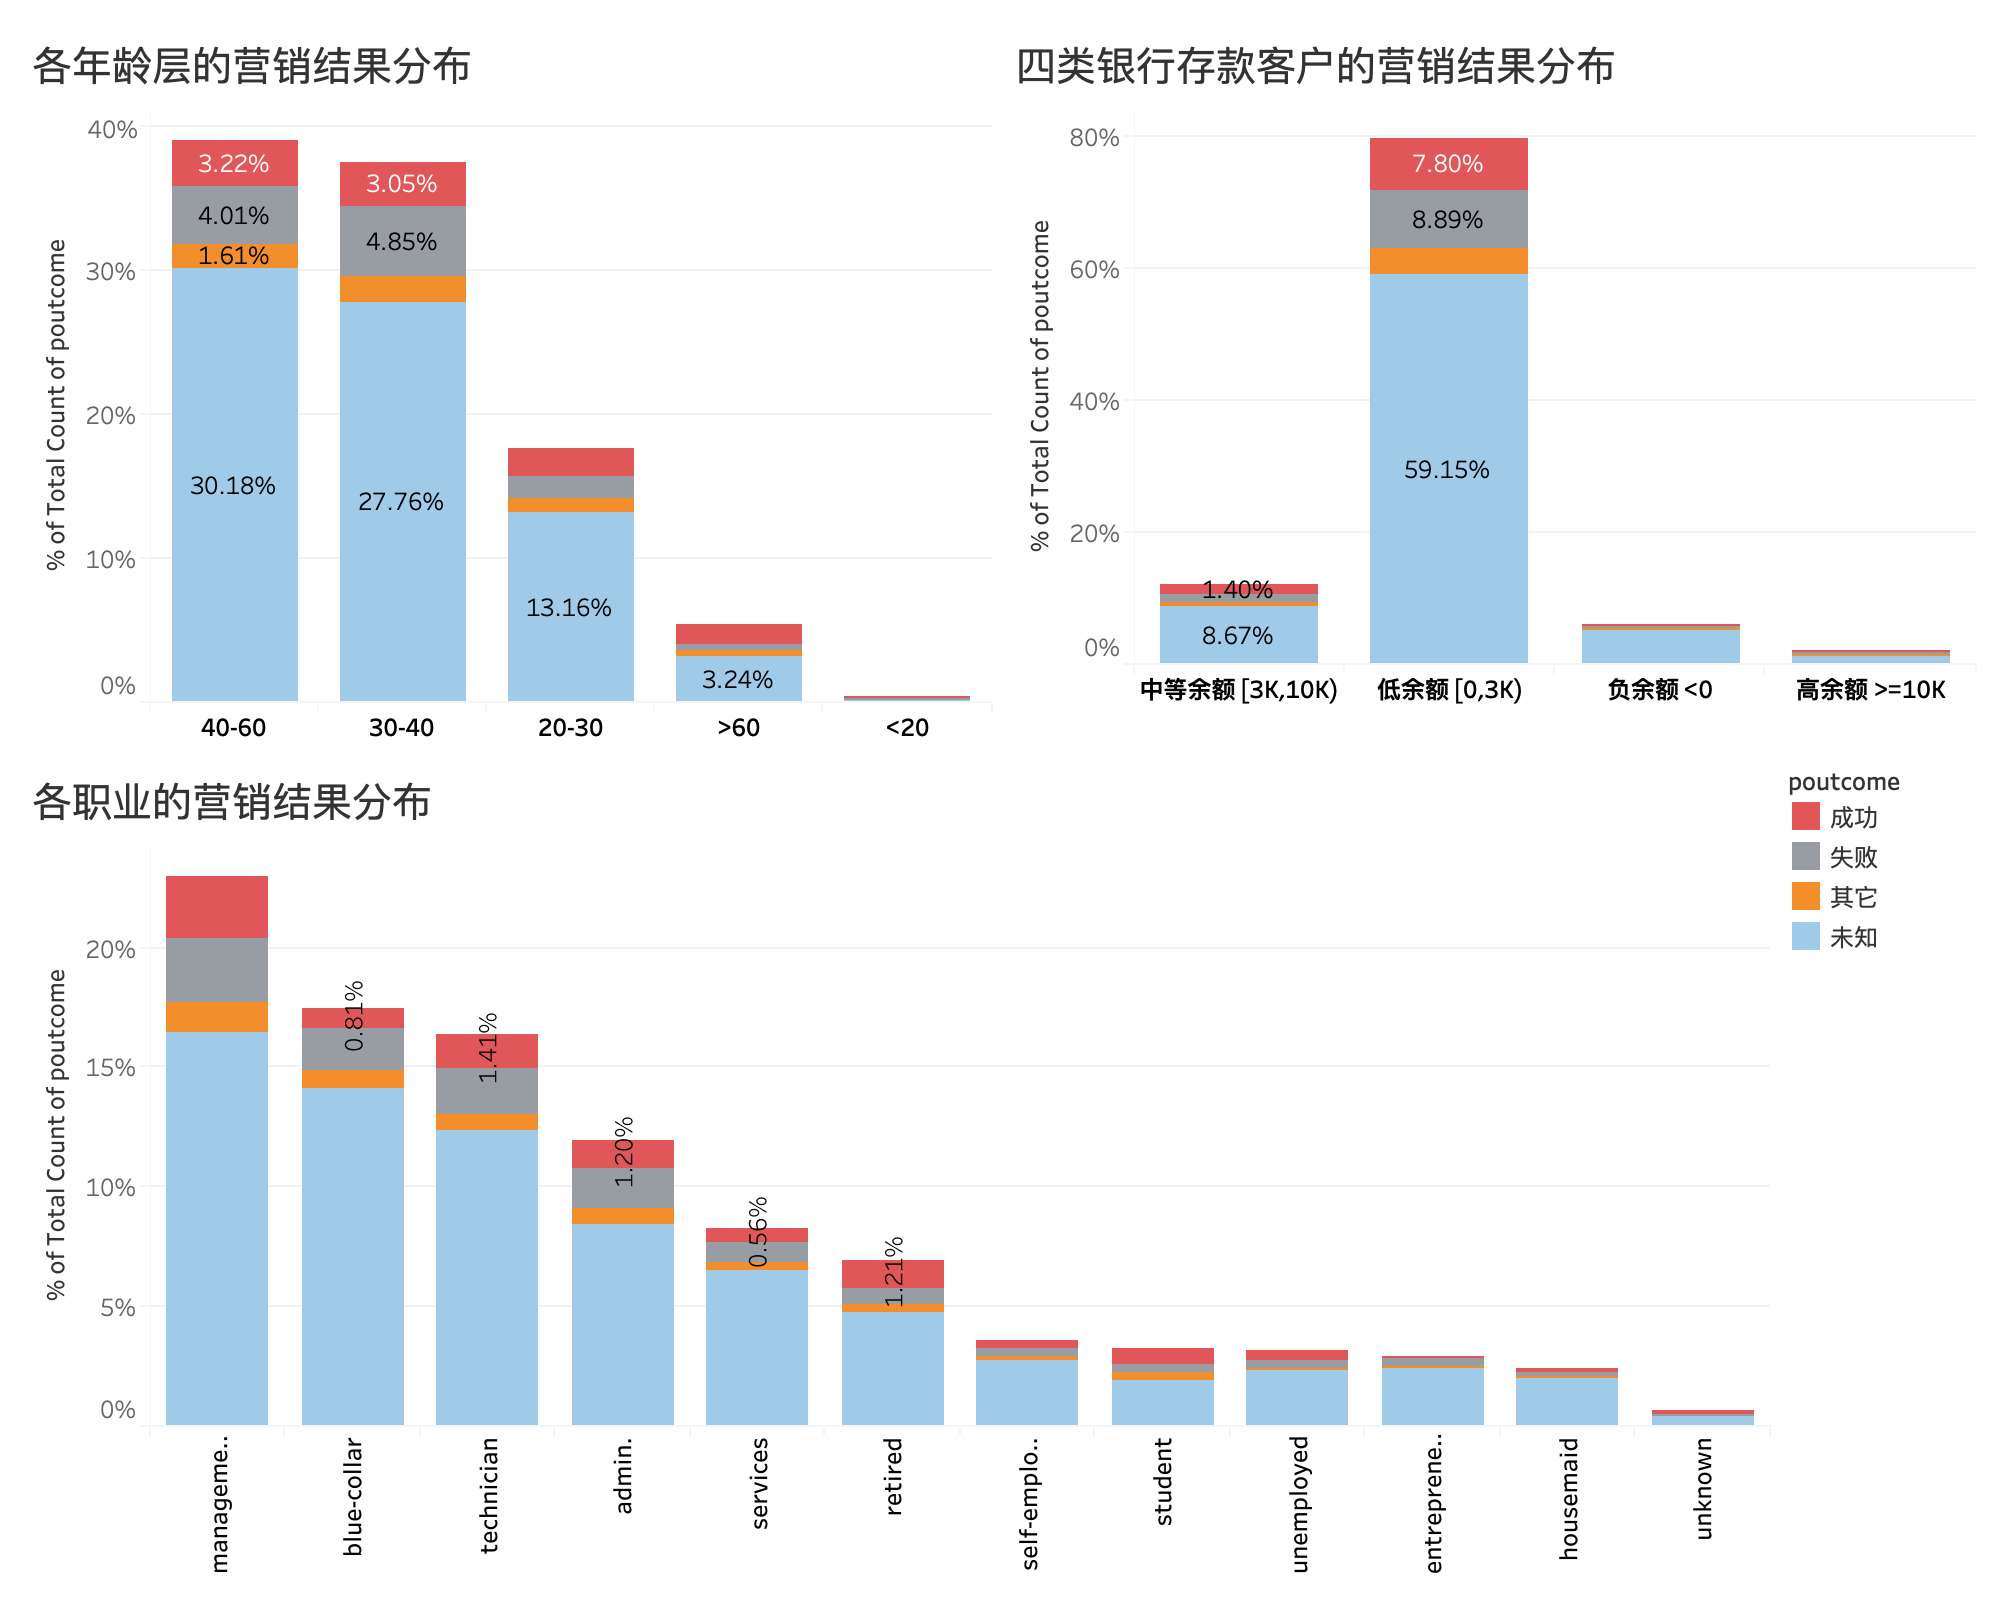 各年龄层的营销结果分布
% of Total Count of poutcome
40%
30%
20%
10%
0%
3.22%
4.01%
1.61%
30.18%
3.05%
4.85%
27.76%
13.16%
3.24%
40-60
30-40
20-30
>60
<20
四类银行存款客户的营销结果分布
% of Total Count of poutcome
80%
60%
40%
20%
0%
1.40%
8.67%
7.80%
8.89%
59.15%
中等余额 [3K,10K)
低余额 [0,3K)
负余额 <0
高余额 >=10K
各职业的营销结果分布
% of Total Count of poutcome
20%
15%
10%
5%
0%
0.81%
1.41%
1.20%
0.56%
1.21%
manageme..
blue-collar
technician
admin.
services
retired
self-emplo..
student
unemployed
entreprene..
housemaid
unknown
poutcome
成功
失败
其它
未知